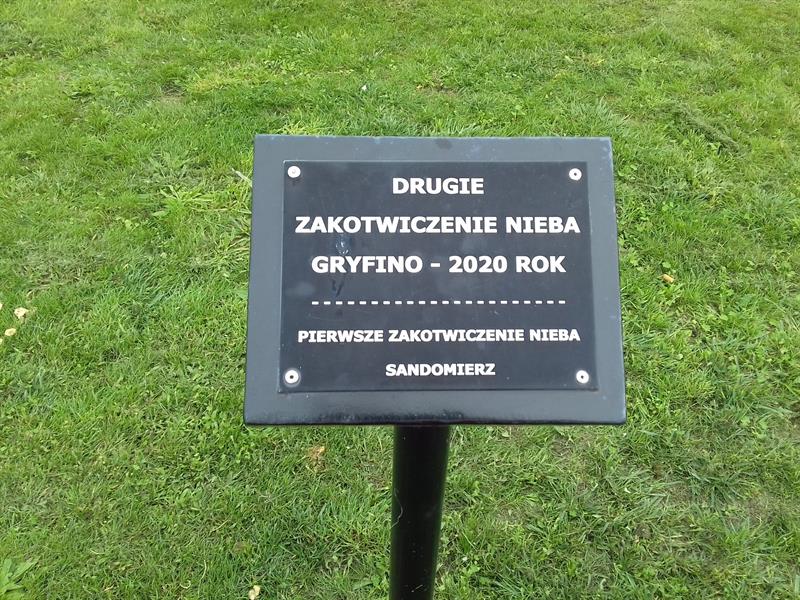 DRUGIE
ZAKOTWICZENIE NIEBA
GRYFINO - 2020 ROK
--------------------------
PIERWSZE ZAKOTWICZENIE NIEBA
SANDOMIERZ